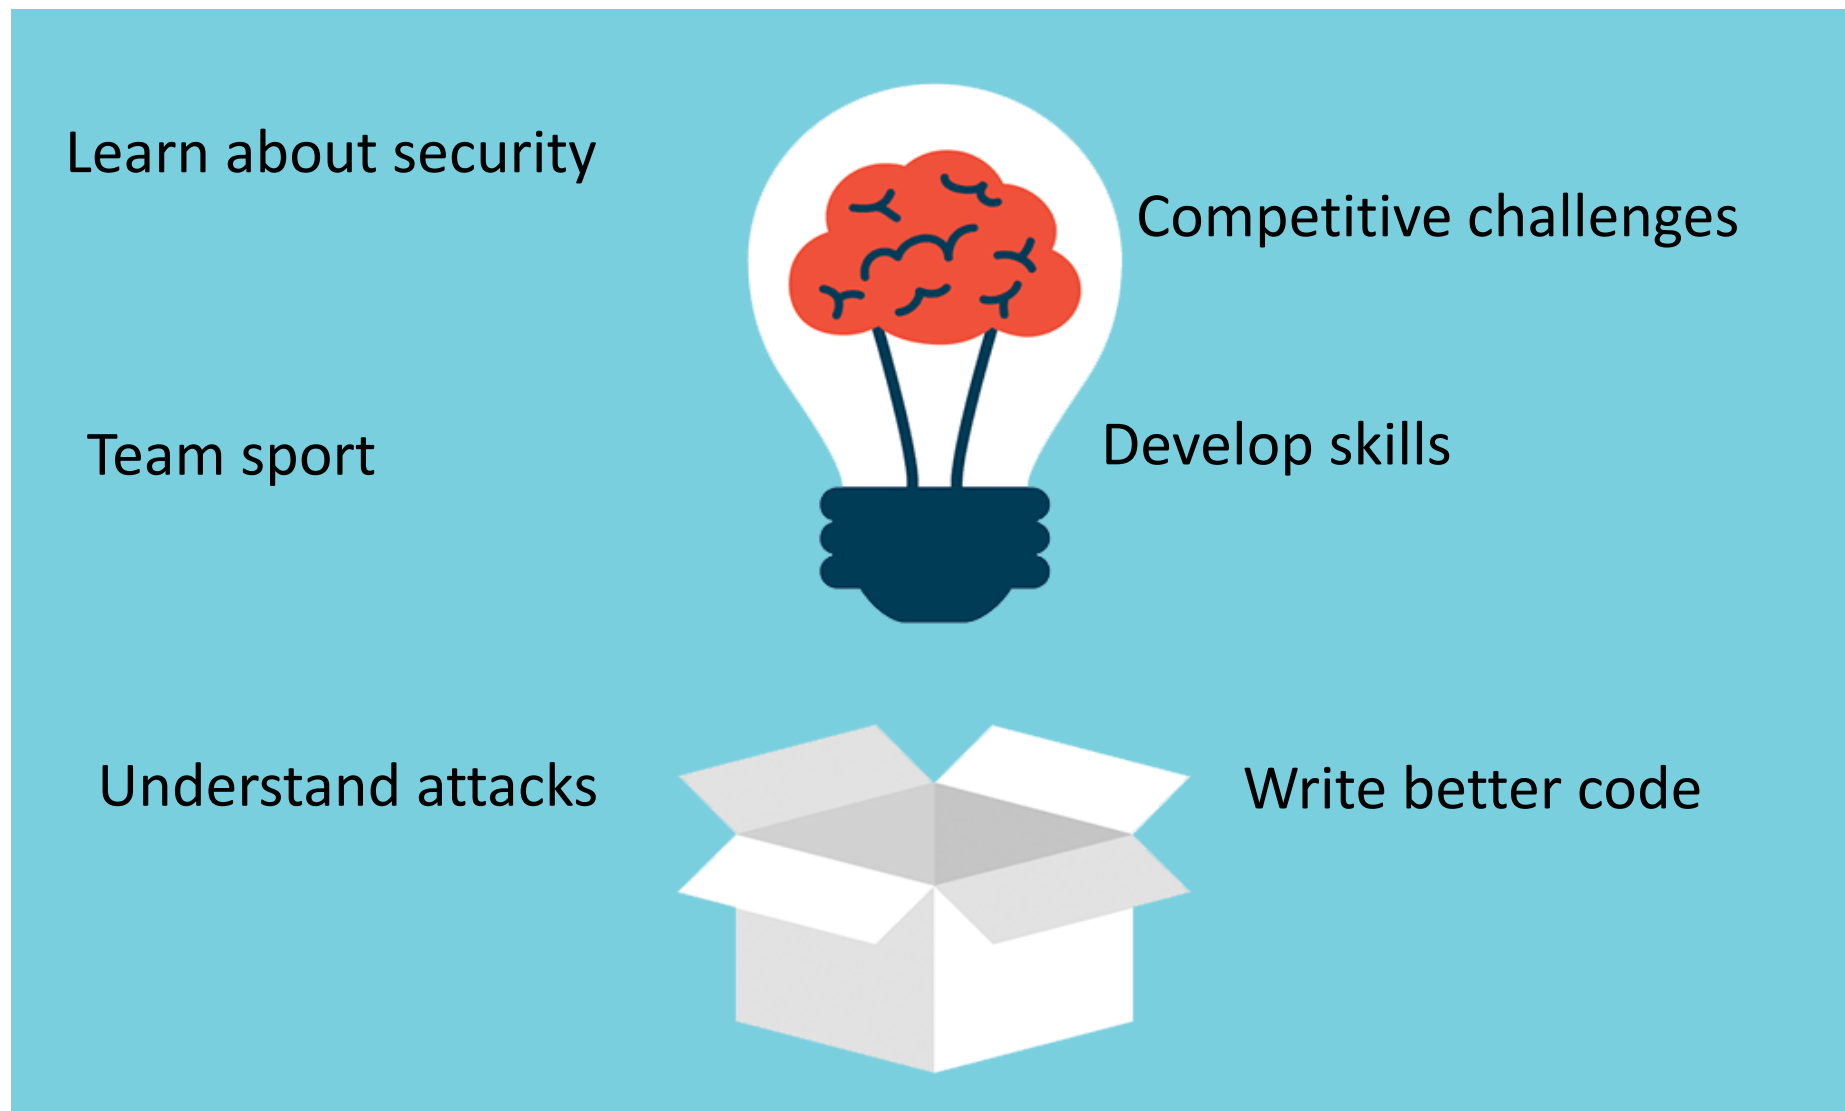 Learn about security
Competitive challenges
Team sport
Develop skills
Understand attacks
Write better code